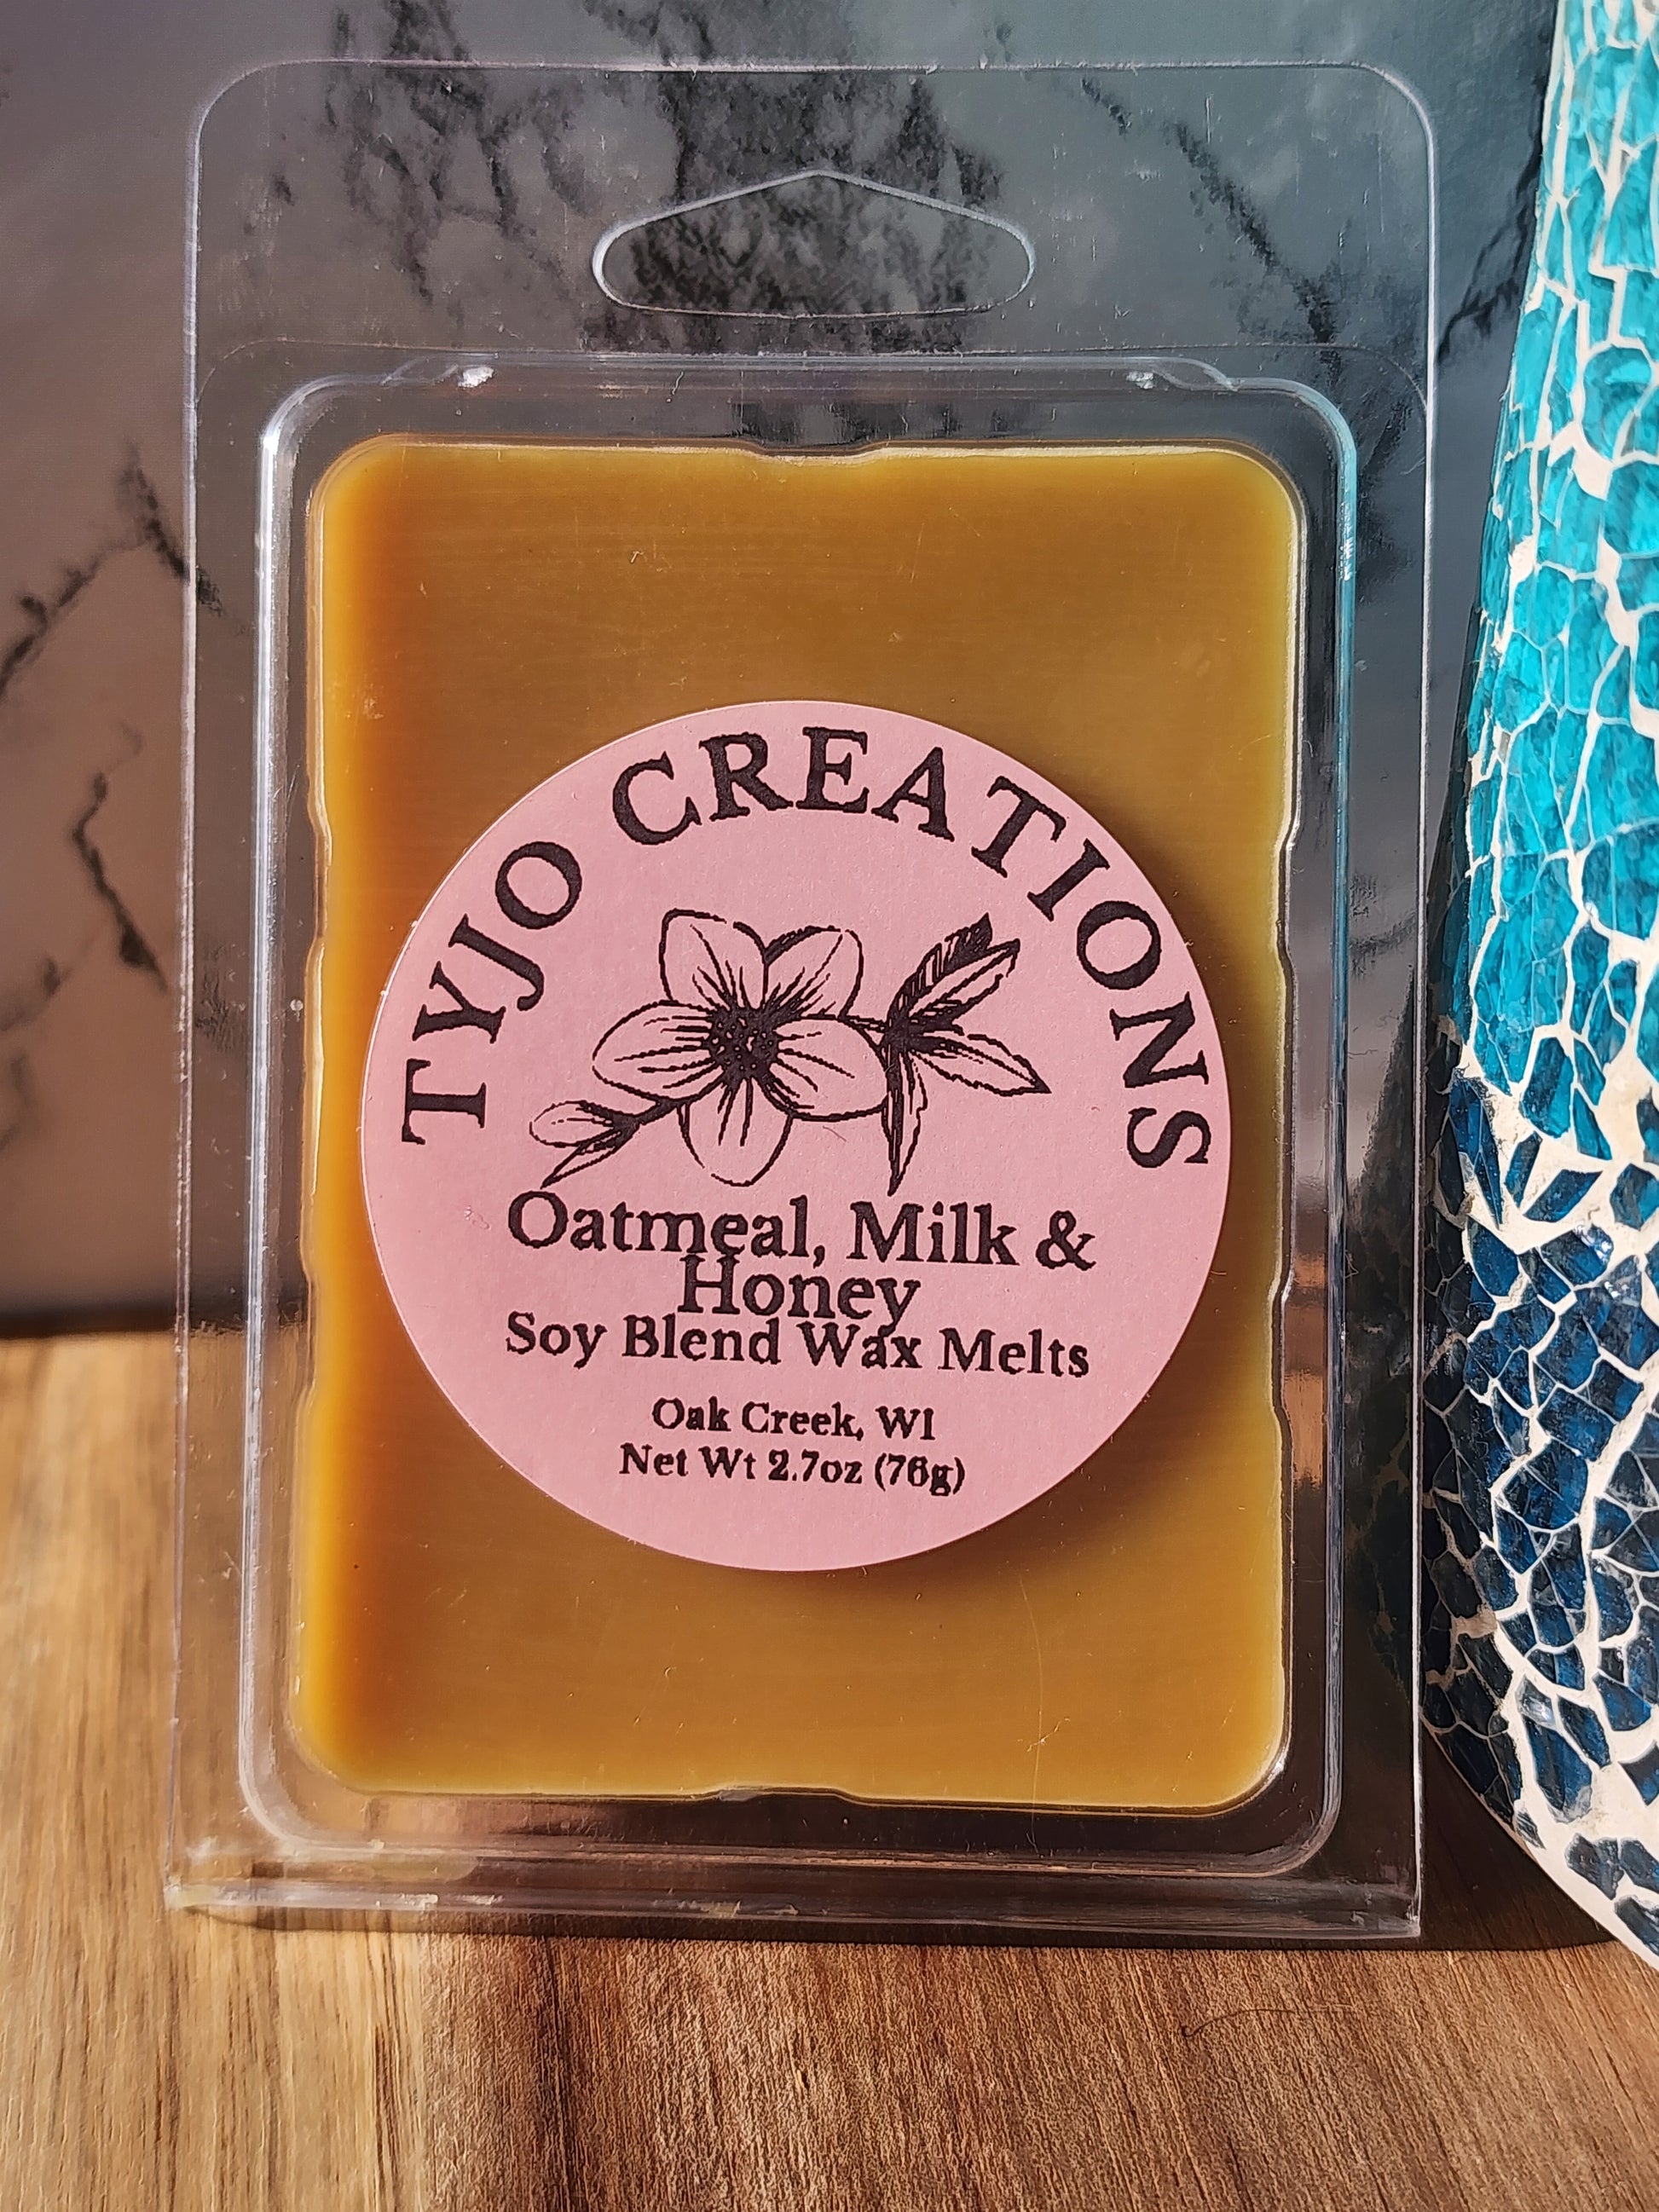 TYJO CREATIONS
Oatmeal, Milk &
Honey
Soy Blend Wax Melts
Oak Creek, WI
Net Wt 2.7oz (76g)